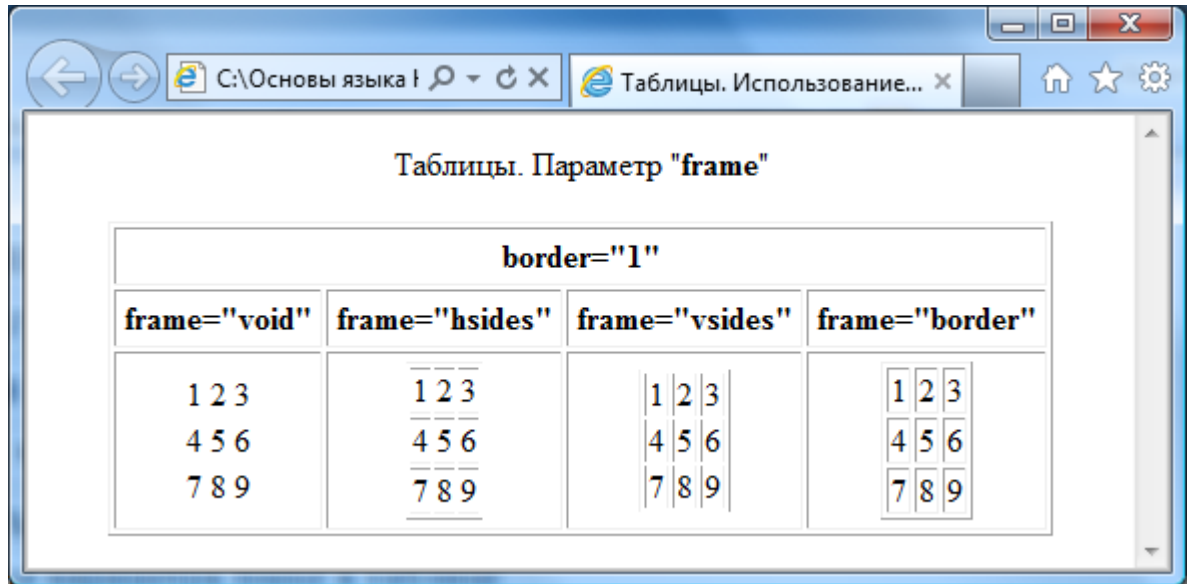 C:\Основы языка
Таблицы. Использование...
Таблицы. Параметр "frame"
border="1"
frame="void" frame="hsides" frame="vsides" frame="border"
1 2 3 1 2 3 1 2 3 1 2 3
4 5 6 4 5 6 4 5 6 4 5 6
7 8 9 7 8 9 7 8 9 7 8 9